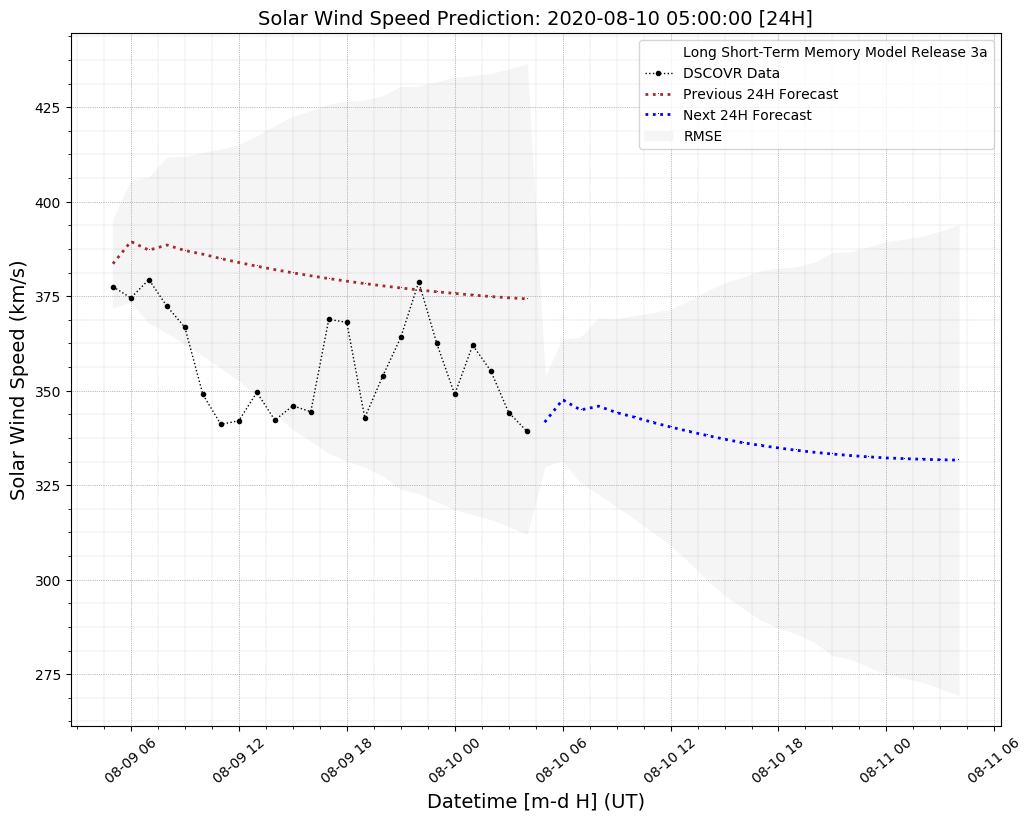 Solar Wind Speed Prediction: 2020-08-10 05:00:00 [24H]
Long Short-Term Memory Model Release 3a
DSCOVR Data
Previous 24H Forecast
Next 24H Forecast
RMSE
Solar Wind Speed (km/s)
425
400
375
350
325
300
275
08-09 06
08-09 12
08-09 18
08-10 00
08-10 06
08-10 12
08-10 18
08-11 00
08-11 06
Datetime [m-d H] (UT)